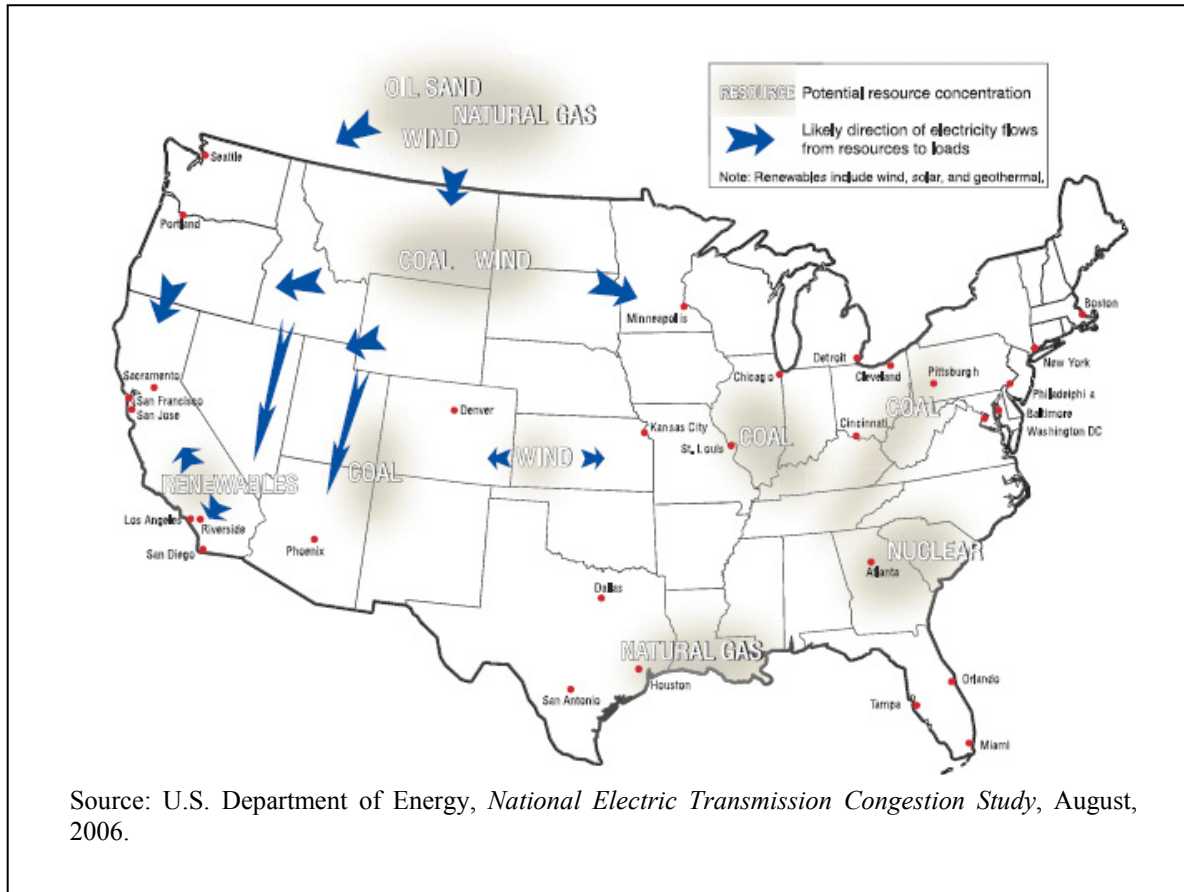 OIL SAND
NATURAL GAS
WIND
RESOURCE Potential resource concentration
Likely direction of electricity flows
from resources to loads
Note: Renewables include wind, solar, and geothermal.
Seattle
Portland
COAL WIND
Minneapolis
Boston
Detroit
New York
Chicago
Cleveland
Pittsburgh
Sacramento
Philadelphia
San Francisco
San Jose
Denver
COAL
Baltimore
Kansas City
Cincinnati
Washington DC
St. Louis
COAL
WIND
COAL
RENEWABLES
Los Angeles
Riverside
San Diego
Phoenix
NUCLEAR
Atlanta
Dallas
NATURAL GAS
Houston
San Antonio
Orlando
Tampa
Miami
Source: U.S. Department of Energy, National Electric Transmission Congestion Study, August,
2006.